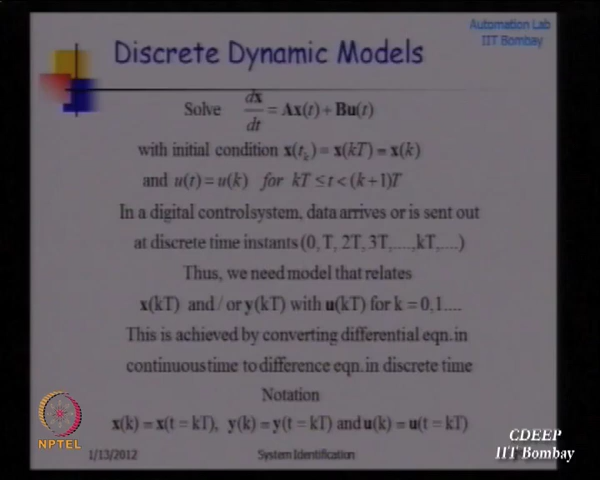 Automation Lab
IIT Bombay
Discrete Dynamic Models
Solve dx/dt = Ax(t) + Bu(t)
with initial condition x(t_k) = x(kT) = x(k)
and u(t) = u(k) for kT ≤ t < (k+1)T
In a digital controlsystem, data arrives or is sent out
at discrete time instants (0, T, 2T, 3T,....,kT,....)
Thus, we need model that relates
x(kT) and / or y(kT) with u(kT) for k = 0,1....
This is achieved by converting differential eqn.in
continuoustime to difference eqn.in discrete time
Notation
x(k) = x(t = kT), y(k) = y(t = kT) and u(k) = u(t = kT)
NPTEL
1/13/2012
System Identification
CDEEP
IIT Bombay